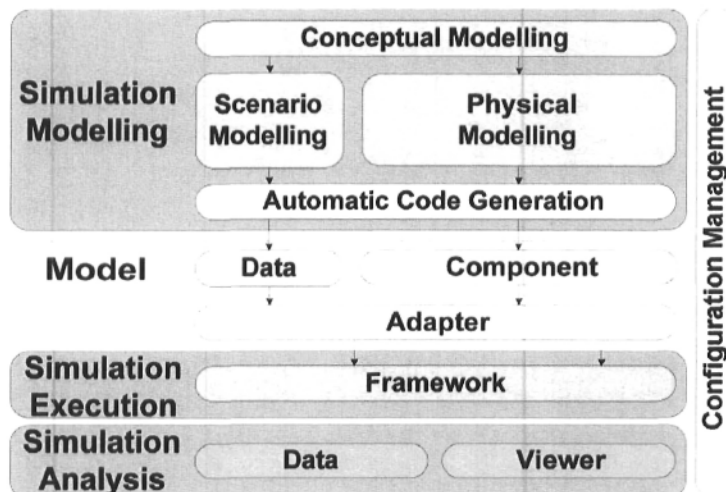 Conceptual Modelling
Simulation
Modelling
Scenario
Modelling
Physical
Modelling
Automatic Code Generation
Model
Data
Component
Adapter
Simulation
Execution
Framework
Simulation
Analysis
Data
Viewer
Configuration Management